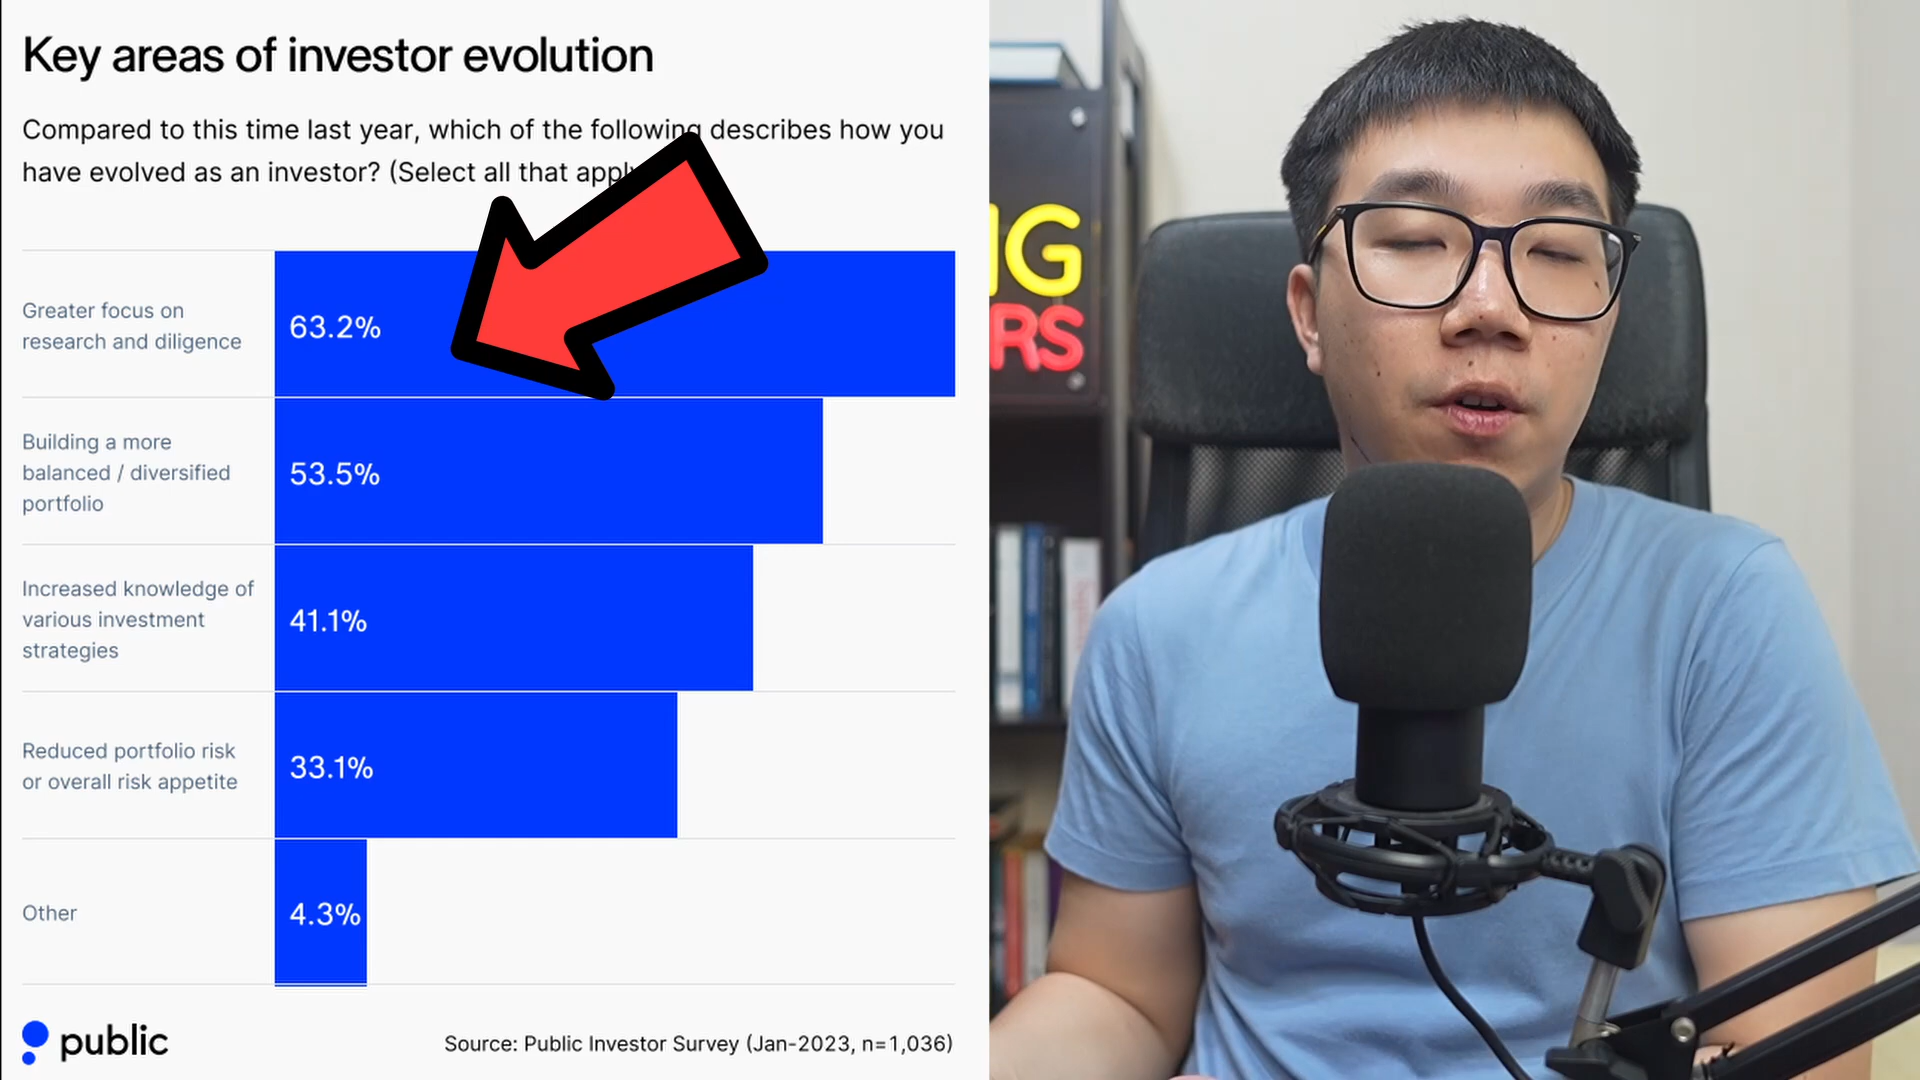 Key areas of investor evolution
Compared to this time last year, which of the following describes how you
have evolved as an investor? (Select all that apply
Greater focus on
research and diligence
63.2%
Building a more
balanced / diversified
portfolio
53.5%
Increased knowledge of
various investment
strategies
41.1%
Reduced portfolio risk
or overall risk appetite
33.1%
Other
4.3%
public
Source: Public Investor Survey (Jan-2023, n=1,036)
NG
RS